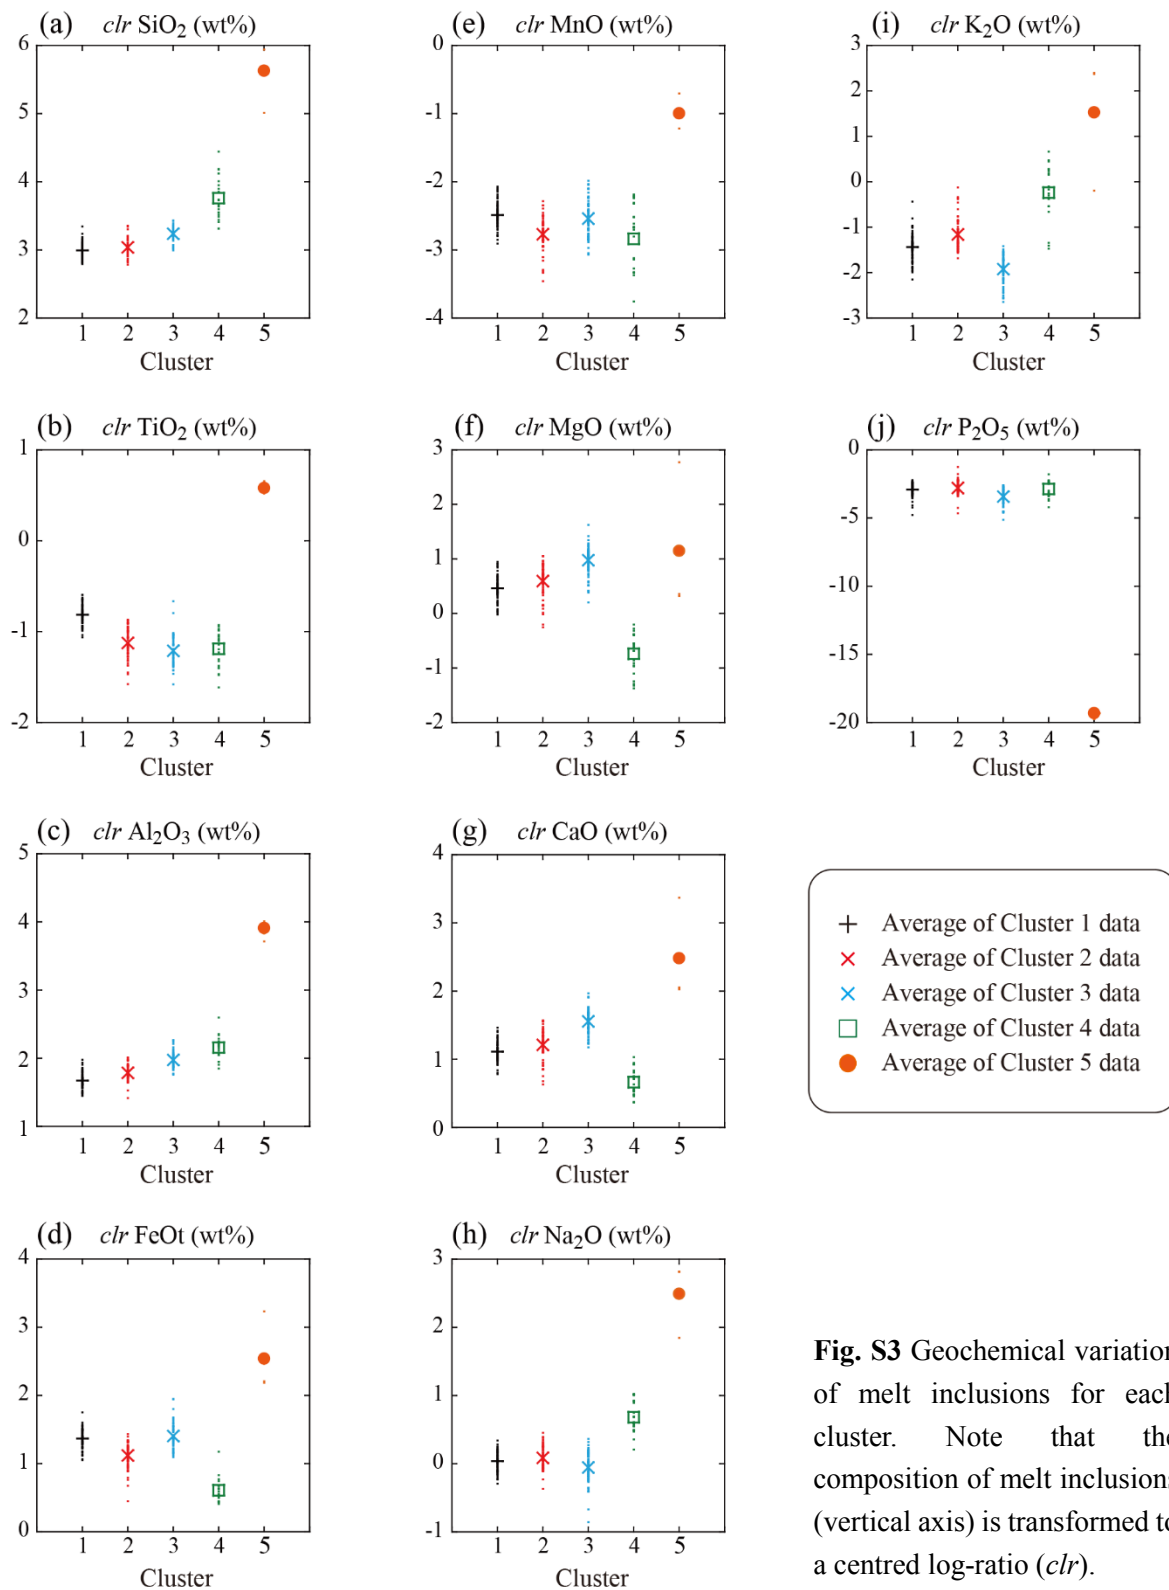 (a) clr SiO2 (wt%)
6
5
4
3
2
1 2 3 4 5
Cluster
(b) clr TiO2 (wt%)
1
0
-1
-2
1 2 3 4 5
Cluster
(c) clr Al2O3 (wt%)
5
4
3
2
1
1 2 3 4 5
Cluster
(d) clr FeOt (wt%)
4
3
2
1
0
1 2 3 4 5
Cluster
(e) clr MnO (wt%)
0
-1
-2
-3
-4
1 2 3 4 5
Cluster
(f) clr MgO (wt%)
3
2
1
0
-1
-2
1 2 3 4 5
Cluster
(g) clr CaO (wt%)
4
3
2
1
0
1 2 3 4 5
Cluster
(h) clr Na2O (wt%)
3
2
1
0
-1
1 2 3 4 5
Cluster
(i) clr K2O (wt%)
3
2
1
0
-1
-2
-3
1 2 3 4 5
Cluster
(j) clr P2O5 (wt%)
0
-5
-10
-15
-20
1 2 3 4 5
Cluster
Average of Cluster 1 data
Average of Cluster 2 data
Average of Cluster 3 data
Average of Cluster 4 data
Average of Cluster 5 data
Fig. S3 Geochemical variation
of melt inclusions for each
cluster. Note that the
composition of melt inclusions
(vertical axis) is transformed to
a centred log-ratio (clr).